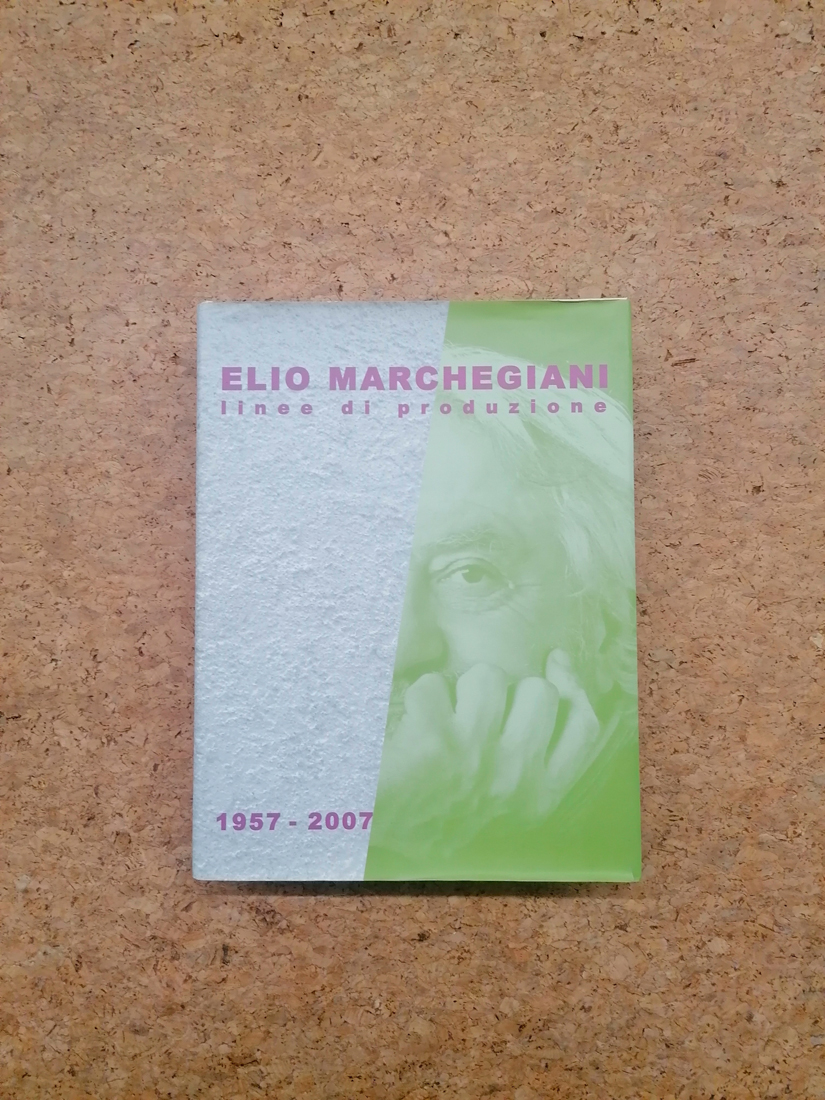 ELIO MARCHEGIANI
linee di produzione
1957 - 2007